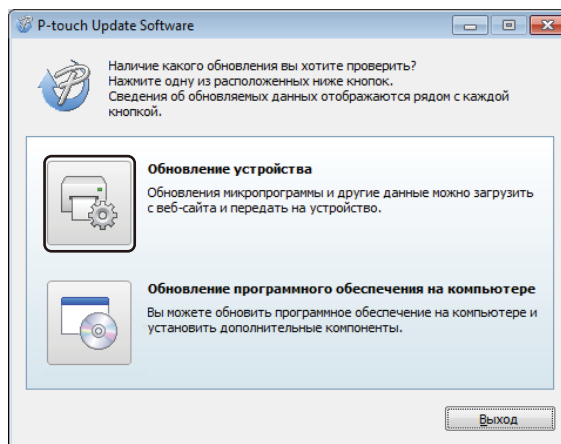 P-touch Update Software
Наличие какого обновления вы хотите проверить?
Нажмите одну из расположенных ниже кнопок.
Сведения об обновляемых данных отображаются рядом с каждой
кнопкой.
Обновление устройства
Обновления микропрограммы и другие данные можно загрузить
с веб-сайта и передать на устройство.
Обновление программного обеспечения на компьютере
Вы можете обновить программное обеспечение на компьютере и
установить дополнительные компоненты.
Выход